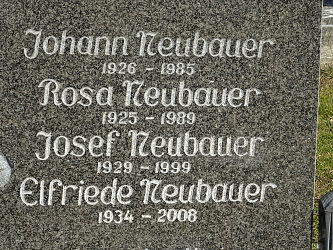 Johann Neubauer
1926 - 1985
Rosa Neubauer
1925 - 1989
Josef Neubauer
1929 - 1999
Elfriede Neubauer
1934 - 2008